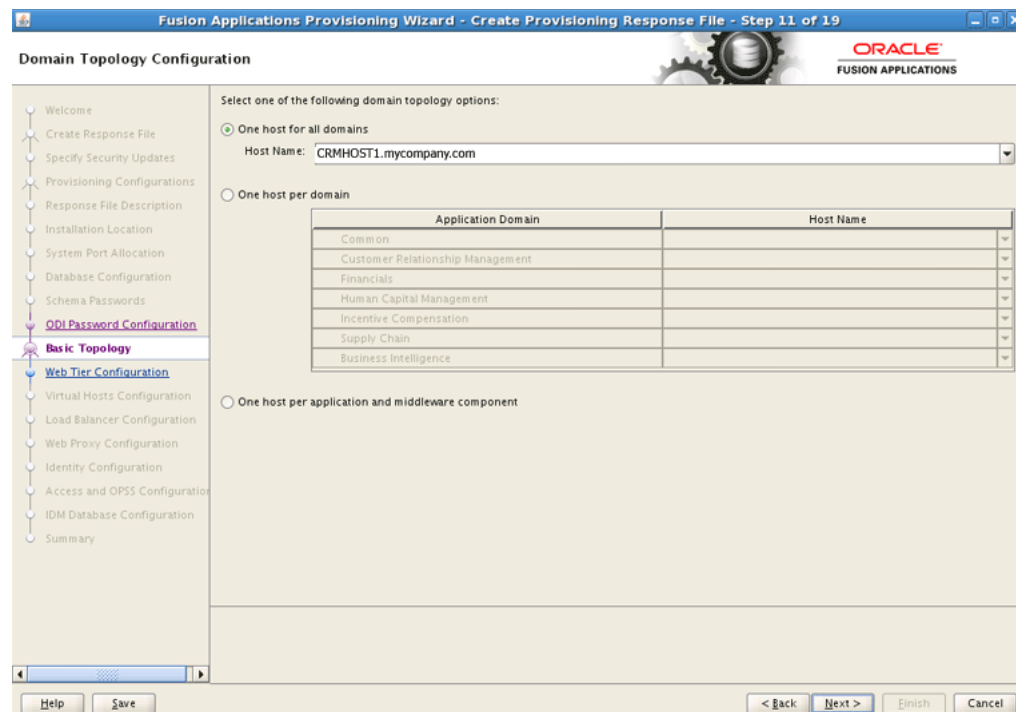 Fusion Applications Provisioning Wizard - Create Provisioning Response File - Step 11 of 19
Domain Topology Configuration
ORACLE
FUSION APPLICATIONS
Welcome
Create Response File
Specify Security Updates
Provisioning Configurations
Response File Description
Installation Location
System Port Allocation
Database Configuration
Schema Passwords
ODI Password Configuration
Basic Topology
Web Tier Configuration
Virtual Hosts Configuration
Load Balancer Configuration
Web Proxy Configuration
Identity Configuration
Access and OPSS Configuration
IDM Database Configuration
Summary
Select one of the following domain topology options:
One host for all domains
Host Name: CRMHOST1.mycompany.com
One host per domain
Application Domain Host Name
Common
Customer Relationship Management
Financials
Human Capital Management
Incentive Compensation
Supply Chain
Business Intelligence
One host per application and middleware component
Help Save < Back Next > Finish Cancel